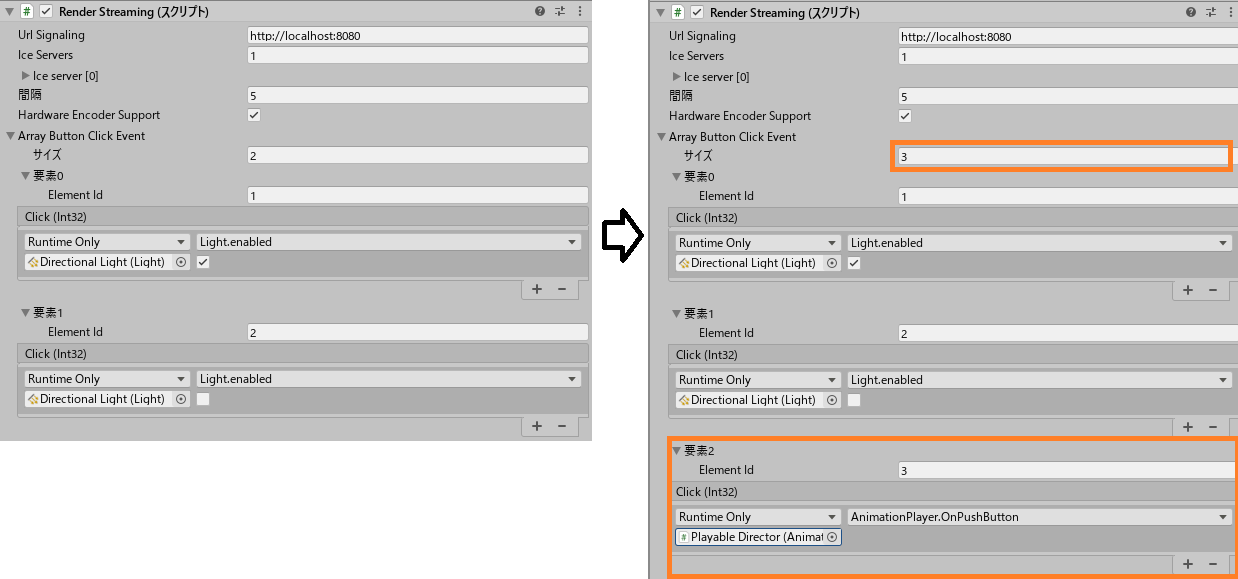 Render Streaming (スクリプト)
Url Signaling
http://localhost:8080
Ice Servers
1
Ice server [0]
間隔
5
Hardware Encoder Support
Array Button Click Event
サイズ
2
要素0
Element Id
1
Click (Int32)
Runtime Only
Light.enabled
Directional Light (Light)
要素1
Element Id
2
Click (Int32)
Runtime Only
Light.enabled
Directional Light (Light)
Render Streaming (スクリプト)
Url Signaling
http://localhost:8080
Ice Servers
1
Ice server [0]
間隔
5
Hardware Encoder Support
Array Button Click Event
サイズ
3
要素0
Element Id
1
Click (Int32)
Runtime Only
Light.enabled
Directional Light (Light)
要素1
Element Id
2
Click (Int32)
Runtime Only
Light.enabled
Directional Light (Light)
要素2
Element Id
3
Click (Int32)
Runtime Only
AnimationPlayer.OnPushButton
Playable Director (Animat